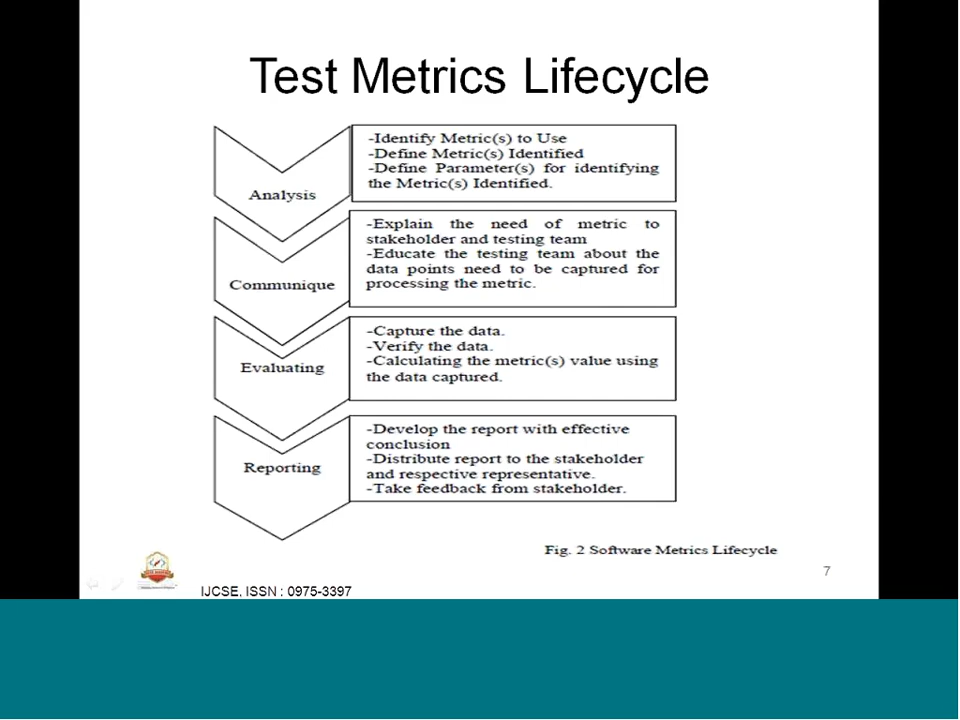 Test Metrics Lifecycle
Analysis
-Identify Metric(s) to Use
-Define Metric(s) Identified
-Define Parameter(s) for identifying
the Metric(s) Identified.
Communique
-Explain the need of metric to
stakeholder and testing team
-Educate the testing team about the
data points need to be captured for
processing the metric.
Evaluating
-Capture the data.
-Verify the data.
-Calculating the metric(s) value using
the data captured.
Reporting
-Develop the report with effective
conclusion
-Distribute report to the stakeholder
and respective representative.
-Take feedback from stakeholder.
Fig. 2 Software Metrics Lifecycle
7
IJCSE, ISSN : 0975-3397